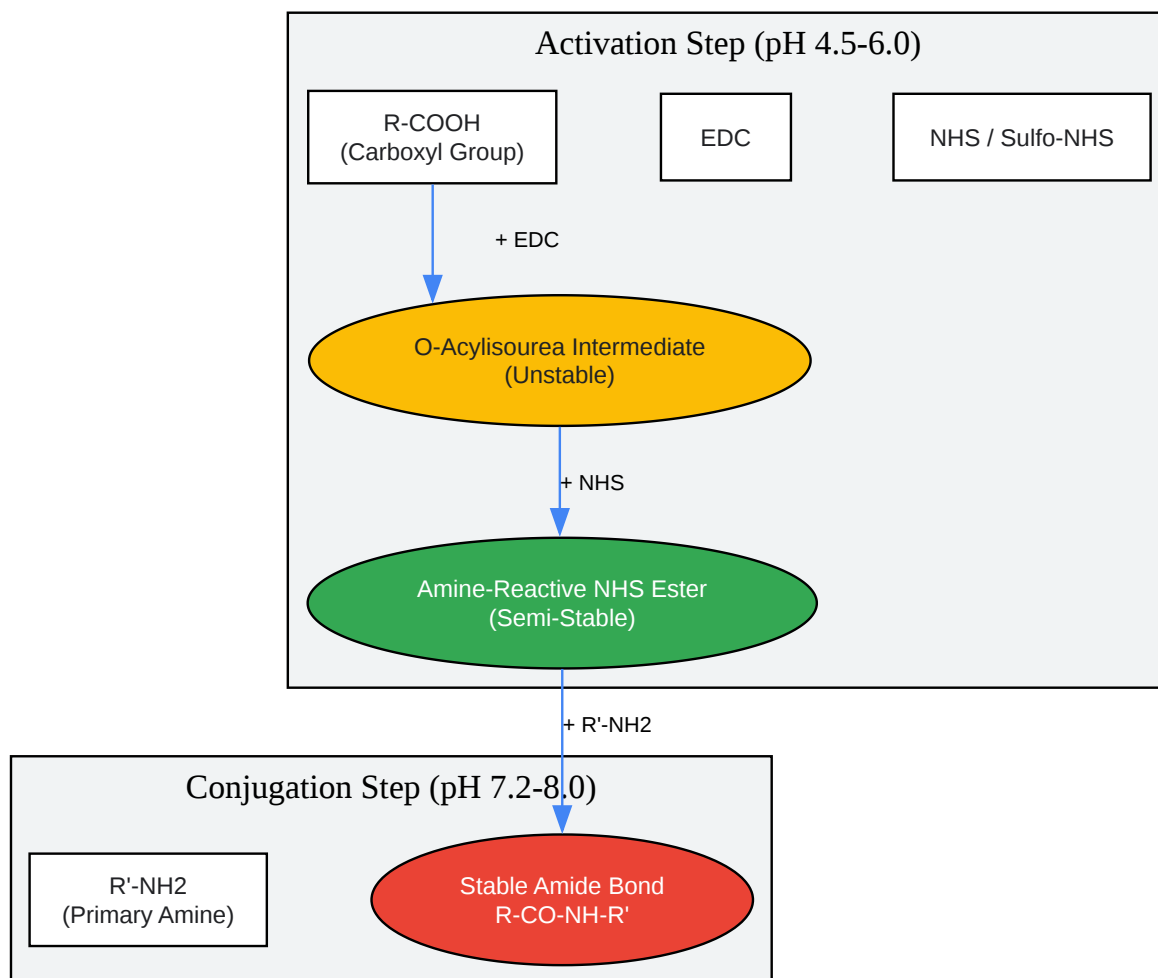 Activation Step (pH 4.5-6.0)
R-COOH
(Carboxyl Group)
EDC
NHS / Sulfo-NHS
+ EDC
O-Acylisourea Intermediate
(Unstable)
+ NHS
Amine-Reactive NHS Ester
(Semi-Stable)
+ R'-NH2
Conjugation Step (pH 7.2-8.0)
R'-NH2
(Primary Amine)
Stable Amide Bond
R-CO-NH-R'